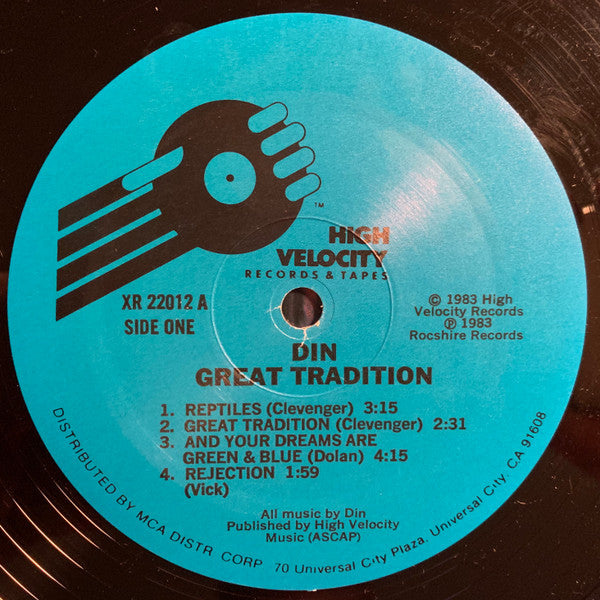 ™
HIGH
VELOCITY
RECORDS & TAPES
XR 22012 A
SIDE ONE
© 1983 High
Velocity Records
℗ 1983
Rocshire Records
DIN
GREAT TRADITION
1. REPTILES (Clevenger) 3:15
2. GREAT TRADITION (Clevenger) 2:31
3. AND YOUR DREAMS ARE
GREEN & BLUE (Dolan) 4:15
4. REJECTION 1:59
(Vick)
All music by Din
Published by High Velocity
Music (ASCAP)
DISTRIBUTED BY MCA DISTR. CORP 70 Universal City Plaza, Universal City, CA 91608